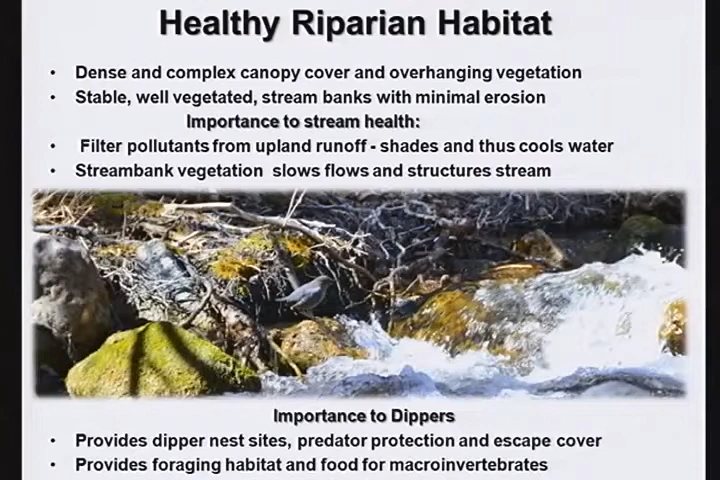 Healthy Riparian Habitat
• Dense and complex canopy cover and overhanging vegetation
• Stable, well vegetated, stream banks with minimal erosion
Importance to stream health:
• Filter pollutants from upland runoff - shades and thus cools water
• Streambank vegetation slows flows and structures stream
Importance to Dippers
• Provides dipper nest sites, predator protection and escape cover
• Provides foraging habitat and food for macroinvertebrates